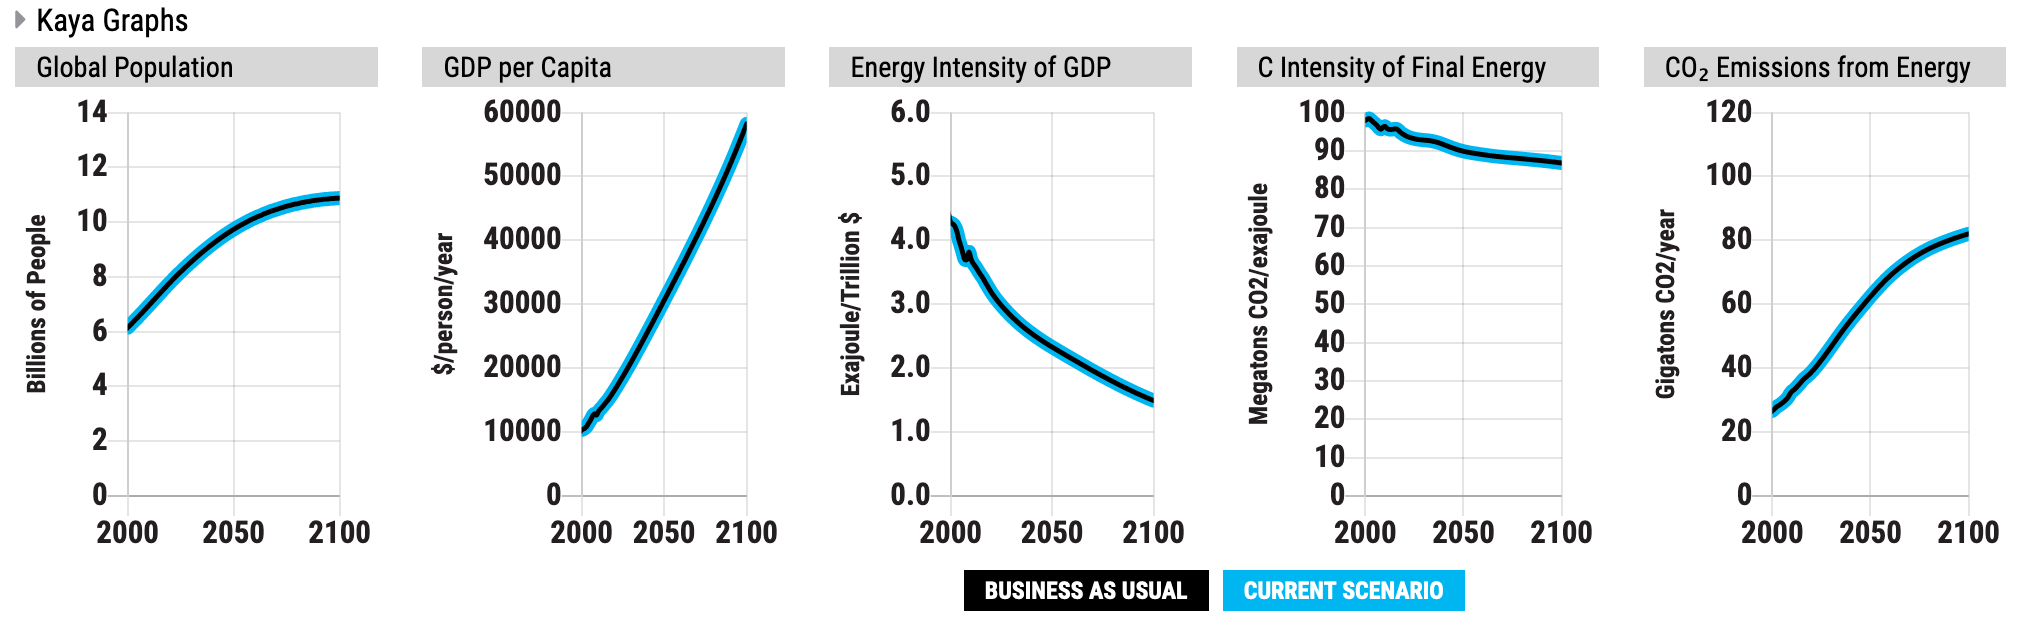 Kaya Graphs
Global Population
14
12
10
8
6
4
2
0
2000 2050 2100
Billions of People
GDP per Capita
60000
50000
40000
30000
20000
10000
0
2000 2050 2100
$/person/year
Energy Intensity of GDP
6.0
5.0
4.0
3.0
2.0
1.0
0.0
2000 2050 2100
Exajoule/Trillion $
C Intensity of Final Energy
100
90
80
70
60
50
40
30
20
10
0
2000 2050 2100
Megatons CO2/exajoule
CO₂ Emissions from Energy
120
100
80
60
40
20
0
2000 2050 2100
Gigatons CO2/year
BUSINESS AS USUAL
CURRENT SCENARIO